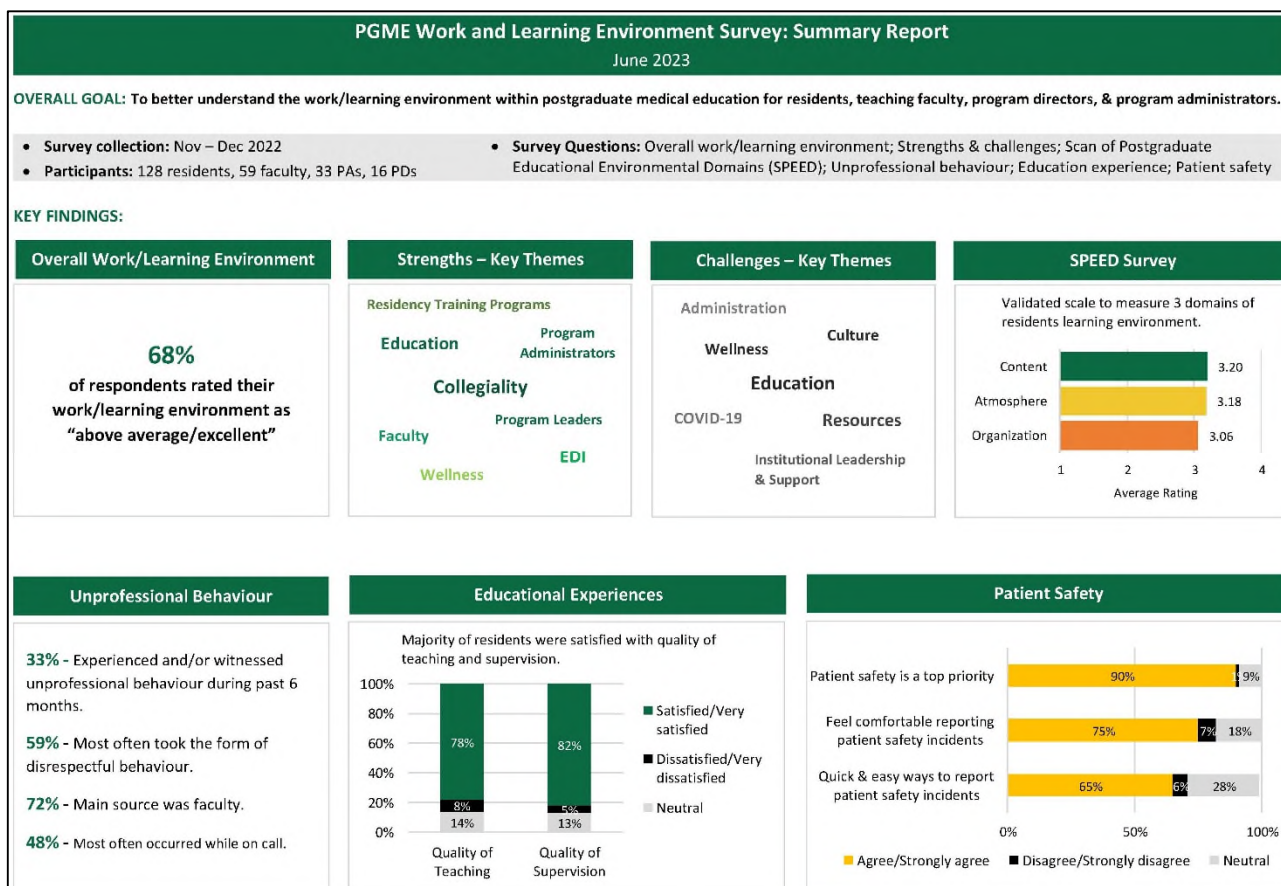 PGME Work and Learning Environment Survey: Summary Report
June 2023
OVERALL GOAL: To better understand the work/learning environment within postgraduate medical education for residents, teaching faculty, program directors, & program administrators.
• Survey collection: Nov – Dec 2022
• Participants: 128 residents, 59 faculty, 33 PAs, 16 PDs
• Survey Questions: Overall work/learning environment; Strengths & challenges; Scan of Postgraduate
Educational Environmental Domains (SPEED); Unprofessional behaviour; Education experience; Patient safety
KEY FINDINGS:
Overall Work/Learning Environment
68%
of respondents rated their
work/learning environment as
“above average/excellent”
Strengths – Key Themes
Residency Training Programs
Education
Program
Administrators
Collegiality
Program Leaders
Faculty
EDI
Wellness
Challenges – Key Themes
Administration
Culture
Wellness
Education
COVID-19
Resources
Institutional Leadership
& Support
SPEED Survey
Validated scale to measure 3 domains of
residents learning environment.
Content
3.20
Atmosphere
3.18
Organization
3.06
1 2 3 4
Average Rating
Unprofessional Behaviour
33% - Experienced and/or witnessed
unprofessional behaviour during past 6
months.
59% - Most often took the form of
disrespectful behaviour.
72% - Main source was faculty.
48% - Most often occurred while on call.
Educational Experiences
Majority of residents were satisfied with quality of
teaching and supervision.
100%
80%
60%
40%
20%
0%
78%
8%
14%
82%
5%
13%
Quality of
Teaching
Quality of
Supervision
Satisfied/Very
satisfied
Dissatisfied/Very
dissatisfied
Neutral
Patient Safety
Patient safety is a top priority
90% 1% 9%
Feel comfortable reporting
patient safety incidents
75% 7% 18%
Quick & easy ways to report
patient safety incidents
65% 6% 28%
0% 50% 100%
Agree/Strongly agree
Disagree/Strongly disagree
Neutral